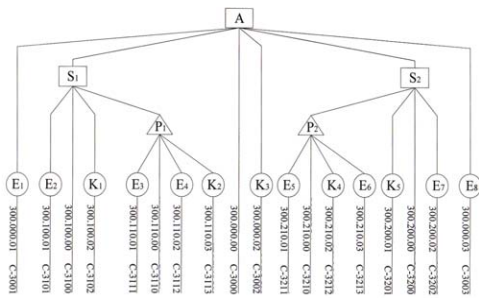 A
S1
S2
P1
P2
E1
E2
K1
E3
E4
K2
K3
E5
K4
E6
K5
E7
E8
300.000.01 C-3001
300.100.01 C-3101
300.100.00 C-3100
300.100.02 C-3102
300.110.01 C-3111
300.110.00 C-3110
300.110.02 C-3112
300.110.03 C-3113
300.000.00 C-3000
300.000.02 C-3002
300.210.01 C-3211
300.210.00 C-3210
300.210.02 C-3212
300.210.03 C-3213
300.200.01 C-3201
300.200.00 C-3200
300.200.02 C-3202
300.000.03 C-3003